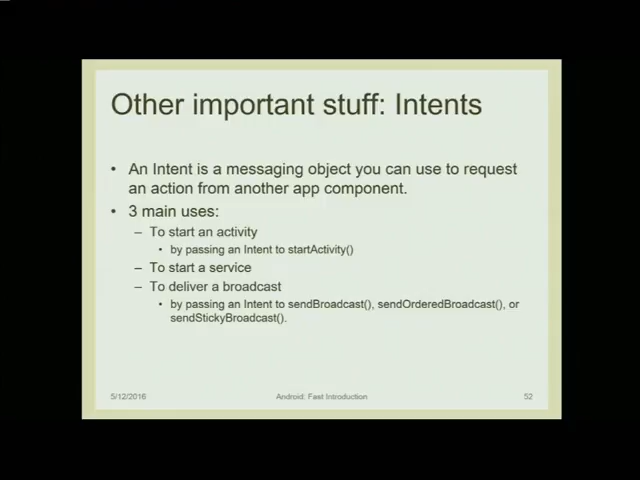 Other important stuff: Intents
• An Intent is a messaging object you can use to request
an action from another app component.
• 3 main uses:
– To start an activity
• by passing an Intent to startActivity()
– To start a service
– To deliver a broadcast
• by passing an Intent to sendBroadcast(), sendOrderedBroadcast(), or
sendStickyBroadcast().
5/12/2016
Android: Fast Introduction
52